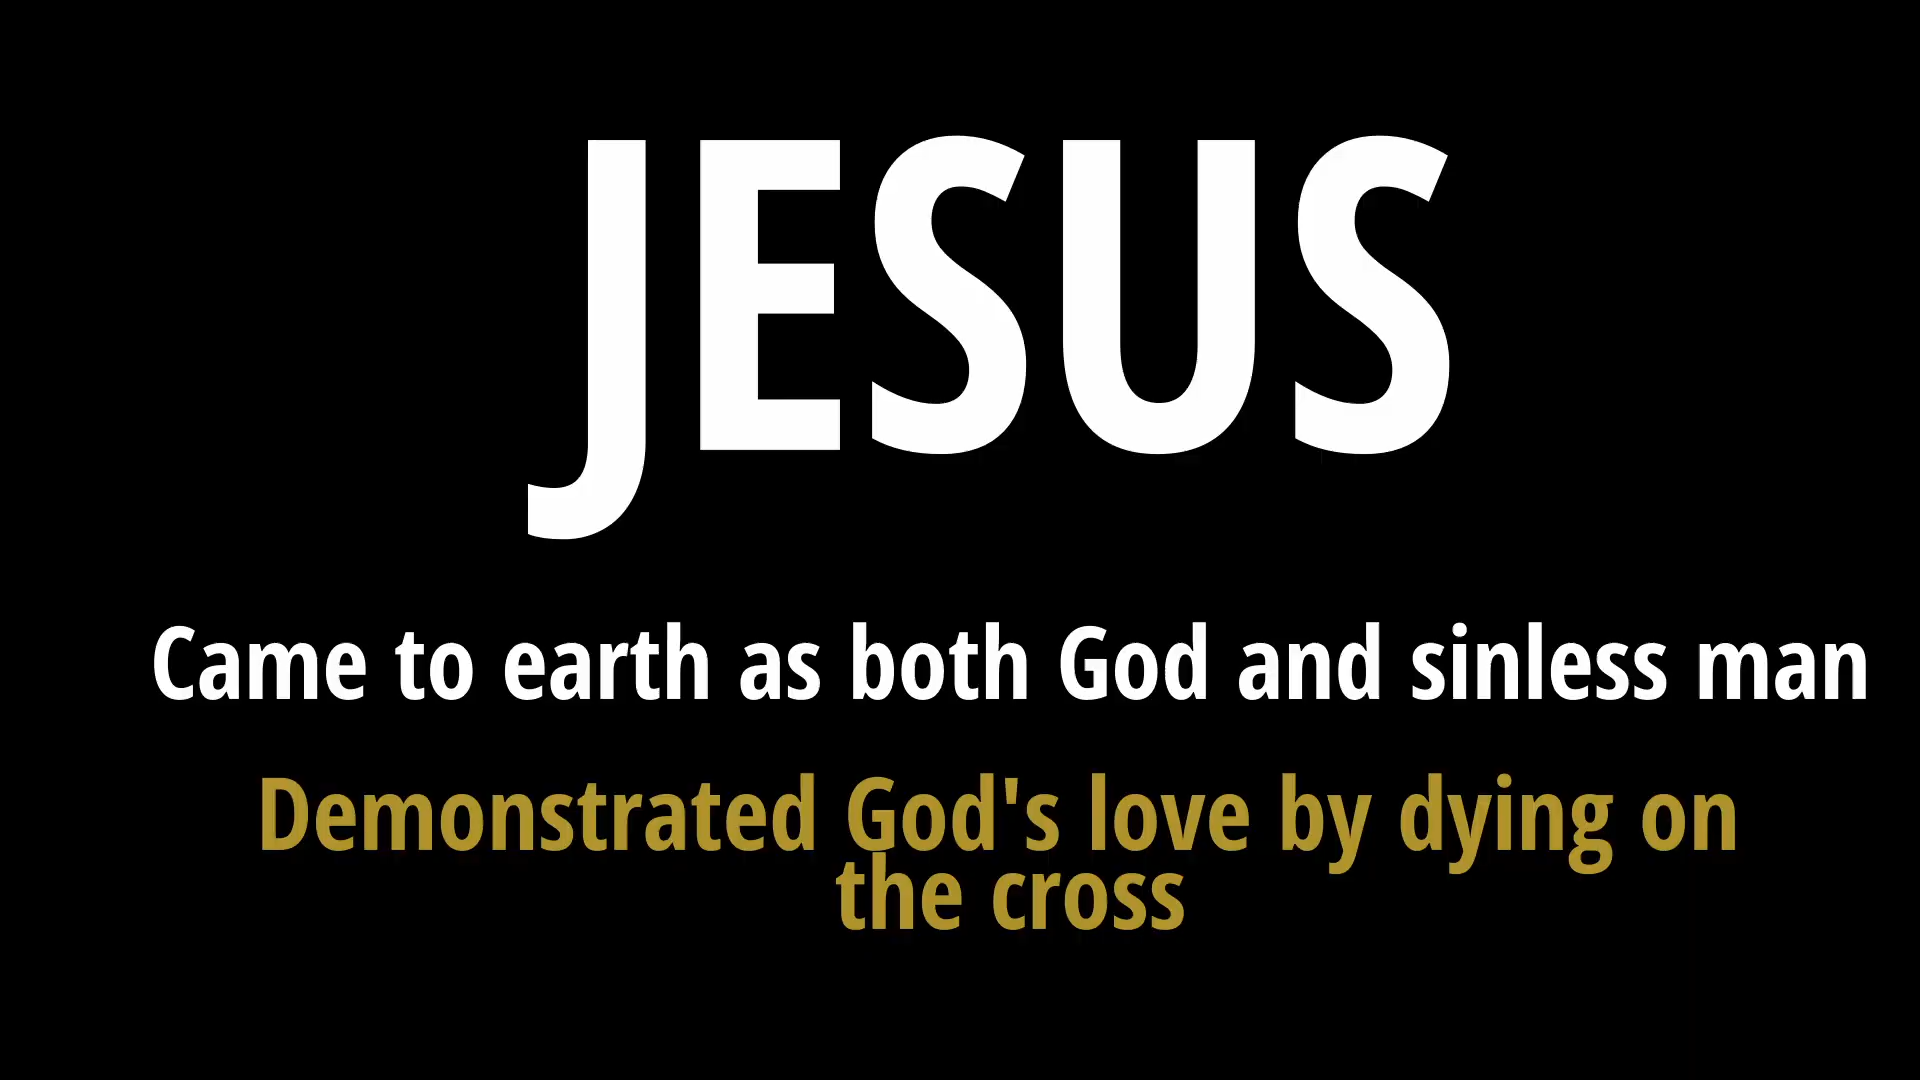 JESUS
Came to earth as both God and sinless man
Demonstrated God's love by dying on
the cross